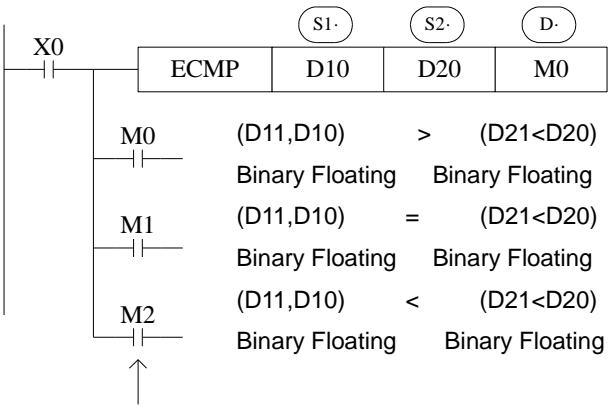 S1· S2· D·
X0
ECMP D10 D20 M0
M0 (D11,D10) > (D21<D20)
Binary Floating Binary Floating
M1 (D11,D10) = (D21<D20)
Binary Floating Binary Floating
M2 (D11,D10) < (D21<D20)
Binary Floating Binary Floating